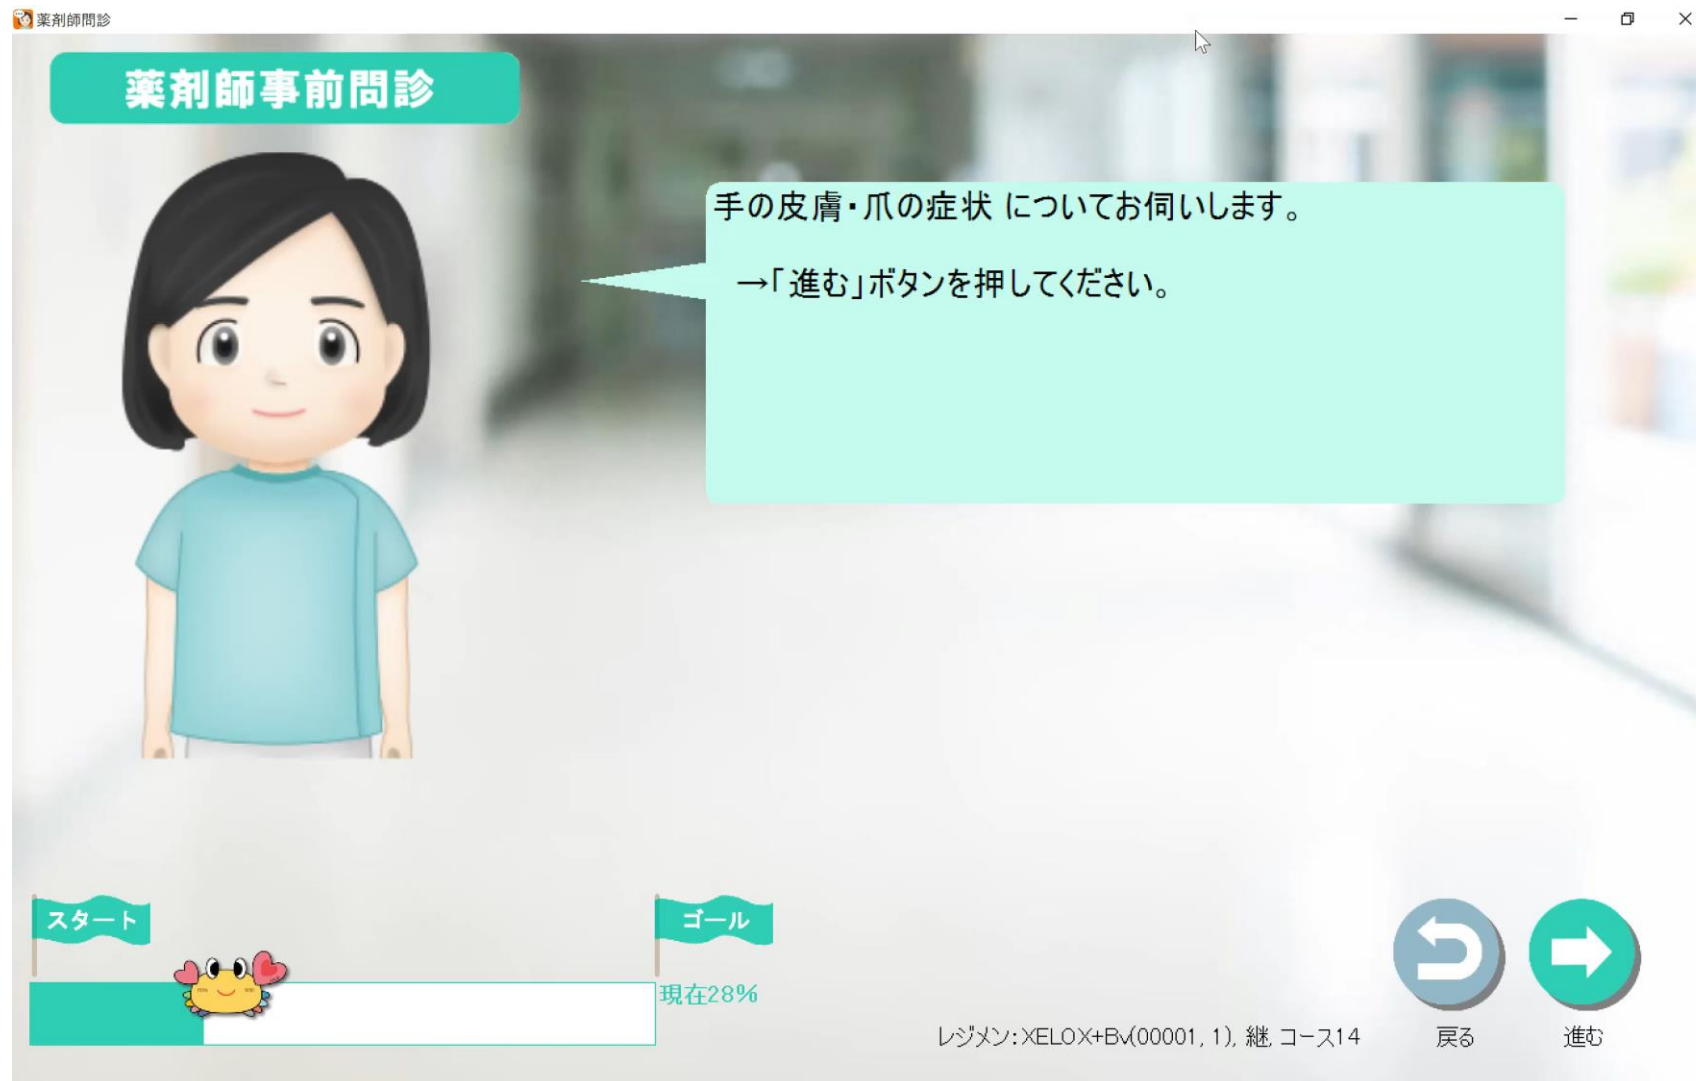 薬剤師問診
薬剤師事前問診
手の皮膚・爪の症状 についてお伺いします。
→「進む」ボタンを押してください。
スタート
ゴール
現在28%
レジメン:XELOX+Bv(00001, 1), 継, コース14
戻る
進む